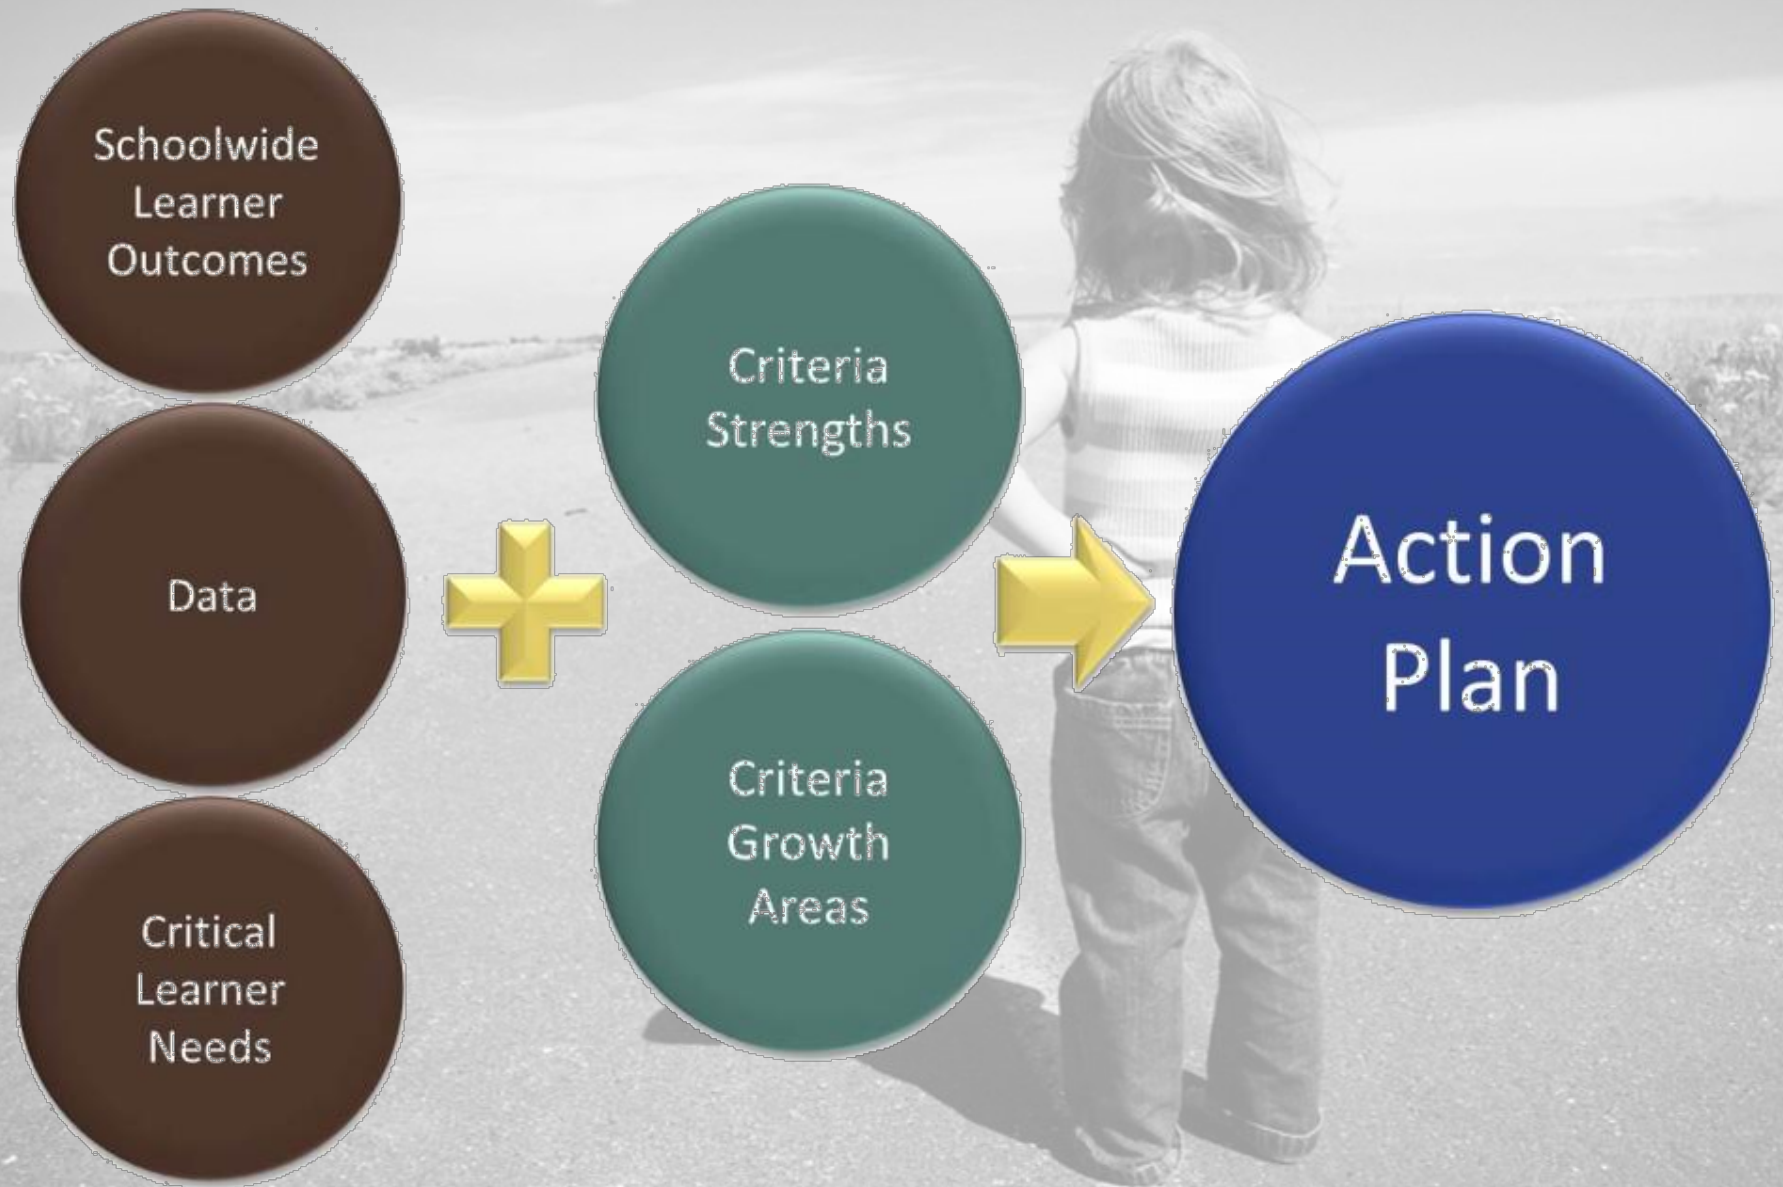 Schoolwide
Learner
Outcomes
Data
Critical
Learner
Needs
Criteria
Strengths
Criteria
Growth
Areas
Action
Plan